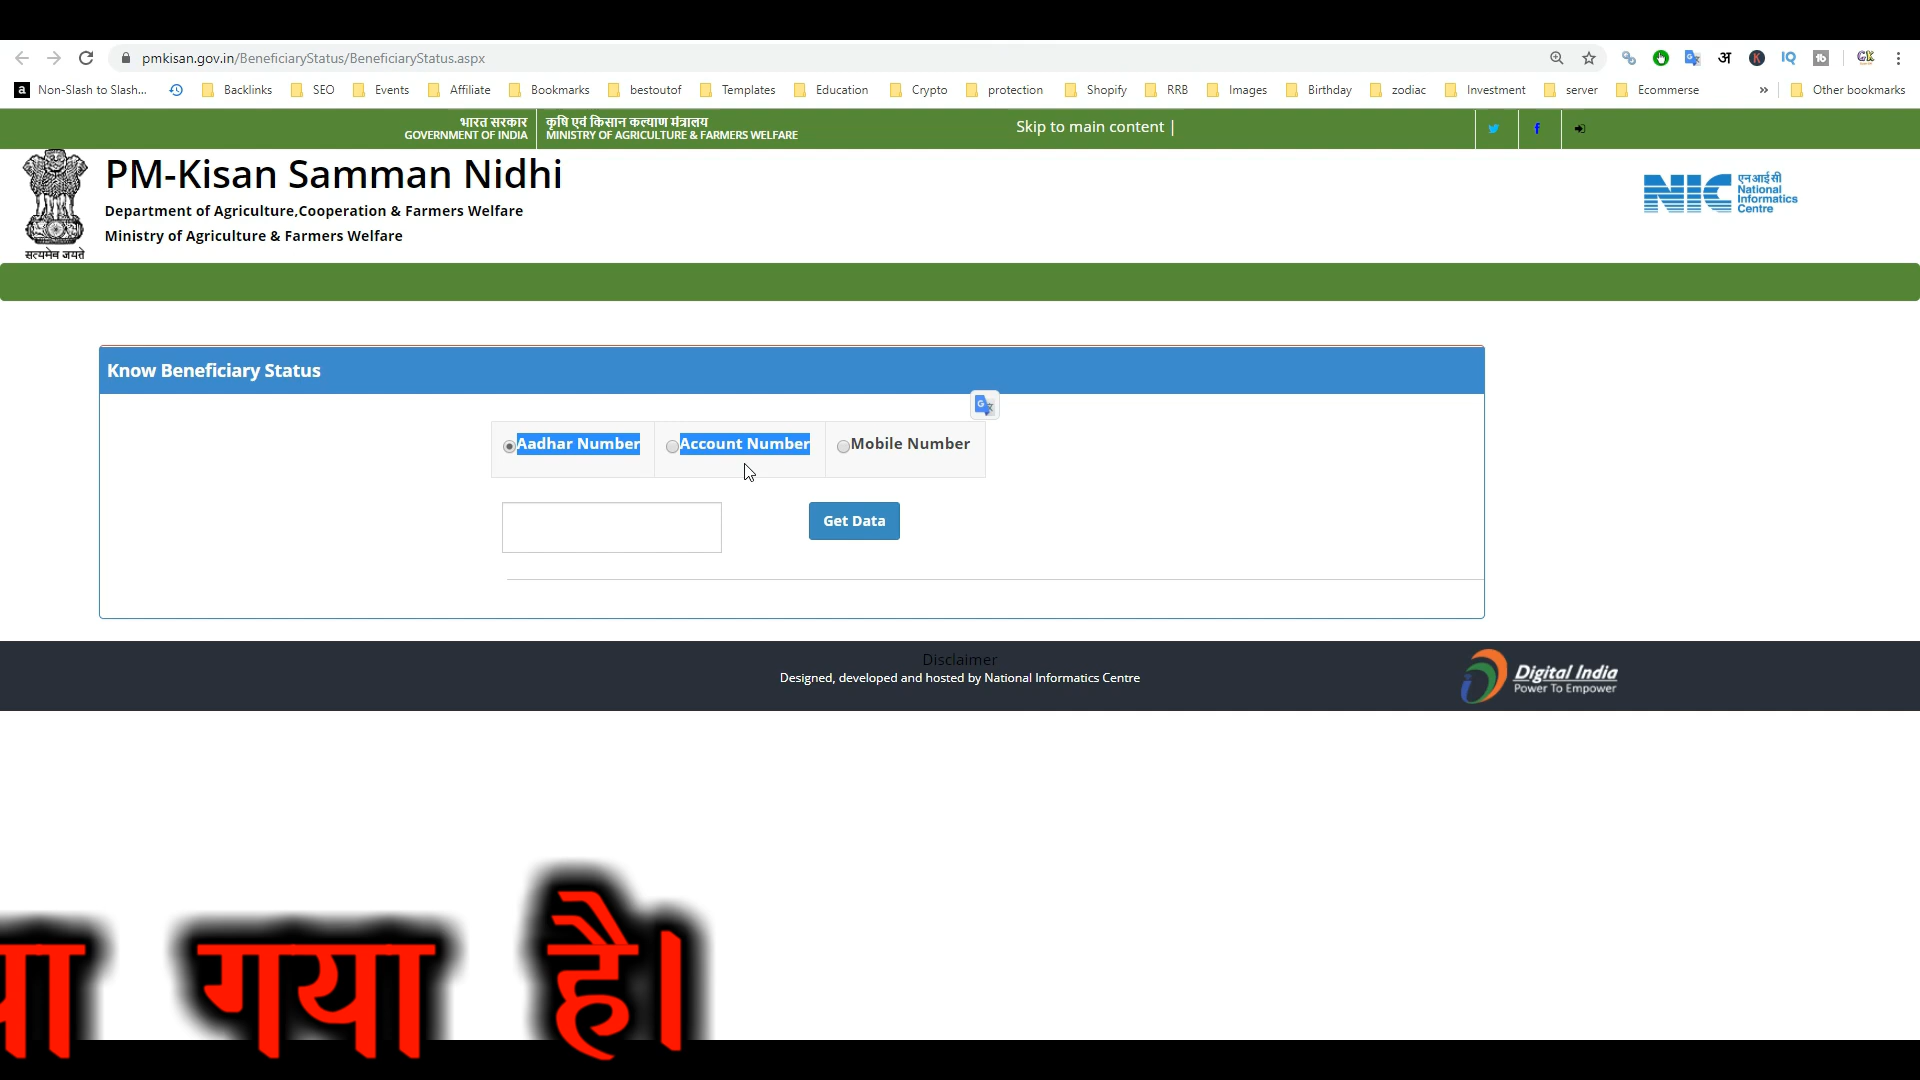 pmkisan.gov.in/BeneficiaryStatus/BeneficiaryStatus.aspx
Non-Slash to Slash... Backlinks SEO Events Affiliate Bookmarks bestoutof Templates Education Crypto protection Shopify RRB Images Birthday zodiac Investment server Ecommerse » Other bookmarks
भारत सरकार
GOVERNMENT OF INDIA
कृषि एवं किसान कल्याण मंत्रालय
MINISTRY OF AGRICULTURE & FARMERS WELFARE
Skip to main content |
PM-Kisan Samman Nidhi
Department of Agriculture,Cooperation & Farmers Welfare
Ministry of Agriculture & Farmers Welfare
सत्यमेव जयते
NIC
एन आई सी
National
Informatics
Centre
Know Beneficiary Status
Aadhar Number Account Number Mobile Number
Get Data
Disclaimer
Designed, developed and hosted by National Informatics Centre
Digital India
Power To Empower
गया है।